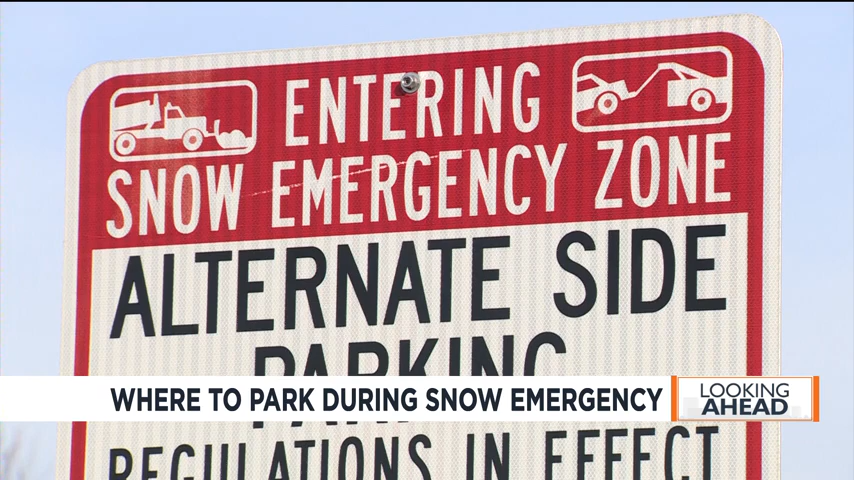 ENTERING
SNOW EMERGENCY ZONE
ALTERNATE SIDE
PARKING
WHERE TO PARK DURING SNOW EMERGENCY
LOOKING
AHEAD
REGULATIONS IN EFFECT